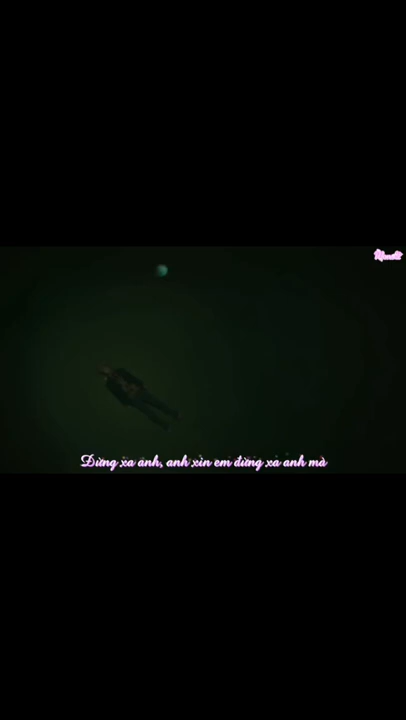 Đừng xa anh, anh xin em đừng xa anh mà